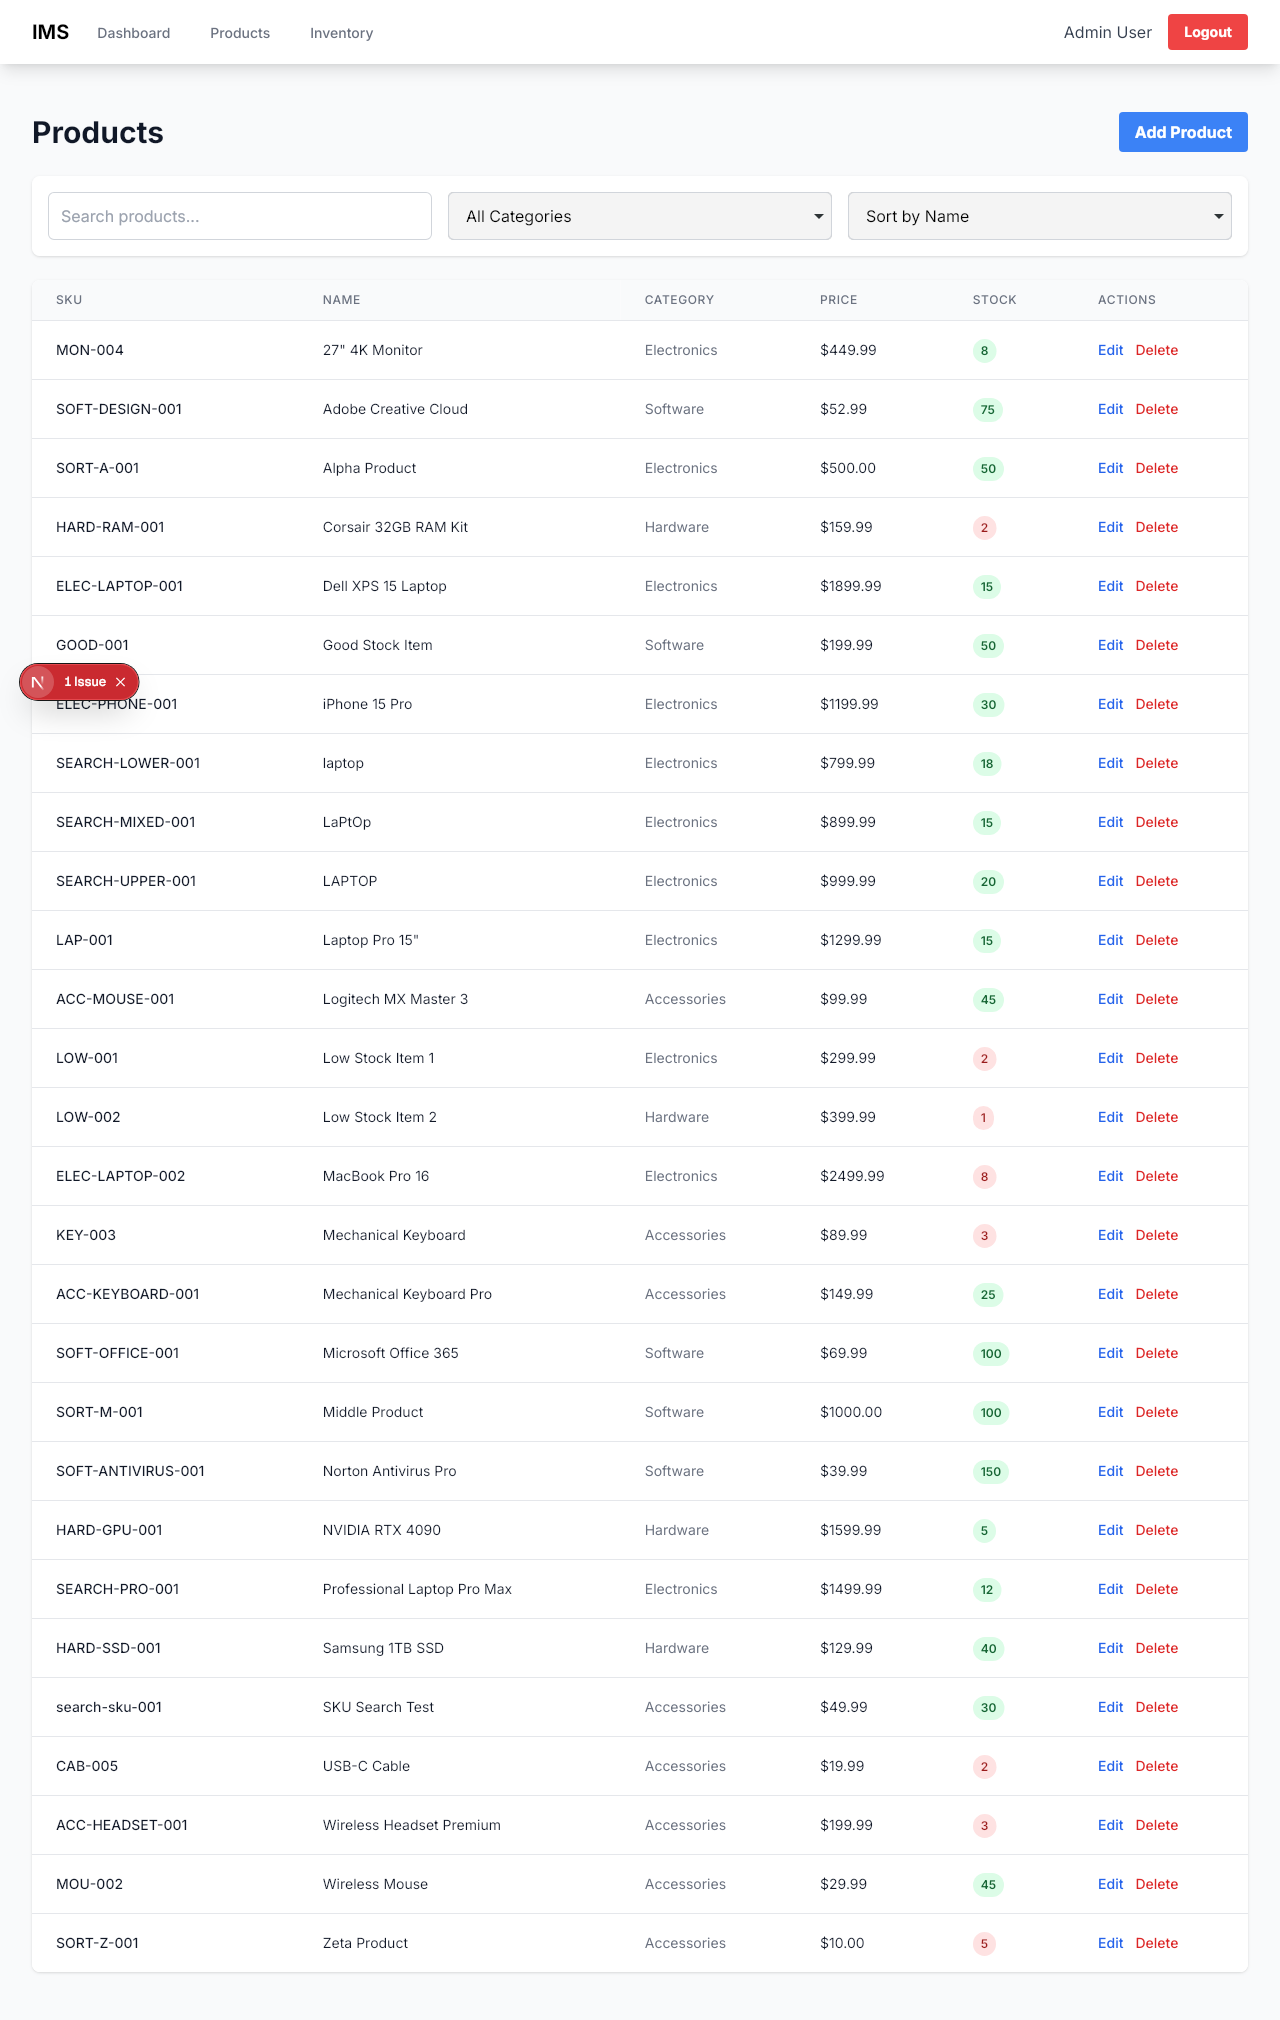 IMS Dashboard Products Inventory Admin User Logout
Products Add Product
Search products... All Categories Sort by Name
SKU NAME CATEGORY PRICE STOCK ACTIONS
MON-004 27" 4K Monitor Electronics $449.99 8 Edit Delete
SOFT-DESIGN-001 Adobe Creative Cloud Software $52.99 75 Edit Delete
SORT-A-001 Alpha Product Electronics $500.00 50 Edit Delete
HARD-RAM-001 Corsair 32GB RAM Kit Hardware $159.99 2 Edit Delete
ELEC-LAPTOP-001 Dell XPS 15 Laptop Electronics $1899.99 15 Edit Delete
GOOD-001 Good Stock Item Software $199.99 50 Edit Delete
N 1 Issue
ELEC-PHONE-001 iPhone 15 Pro Electronics $1199.99 30 Edit Delete
SEARCH-LOWER-001 laptop Electronics $799.99 18 Edit Delete
SEARCH-MIXED-001 LaPtOp Electronics $899.99 15 Edit Delete
SEARCH-UPPER-001 LAPTOP Electronics $999.99 20 Edit Delete
LAP-001 Laptop Pro 15" Electronics $1299.99 15 Edit Delete
ACC-MOUSE-001 Logitech MX Master 3 Accessories $99.99 45 Edit Delete
LOW-001 Low Stock Item 1 Electronics $299.99 2 Edit Delete
LOW-002 Low Stock Item 2 Hardware $399.99 1 Edit Delete
ELEC-LAPTOP-002 MacBook Pro 16 Electronics $2499.99 8 Edit Delete
KEY-003 Mechanical Keyboard Accessories $89.99 3 Edit Delete
ACC-KEYBOARD-001 Mechanical Keyboard Pro Accessories $149.99 25 Edit Delete
SOFT-OFFICE-001 Microsoft Office 365 Software $69.99 100 Edit Delete
SORT-M-001 Middle Product Software $1000.00 100 Edit Delete
SOFT-ANTIVIRUS-001 Norton Antivirus Pro Software $39.99 150 Edit Delete
HARD-GPU-001 NVIDIA RTX 4090 Hardware $1599.99 5 Edit Delete
SEARCH-PRO-001 Professional Laptop Pro Max Electronics $1499.99 12 Edit Delete
HARD-SSD-001 Samsung 1TB SSD Hardware $129.99 40 Edit Delete
search-sku-001 SKU Search Test Accessories $49.99 30 Edit Delete
CAB-005 USB-C Cable Accessories $19.99 2 Edit Delete
ACC-HEADSET-001 Wireless Headset Premium Accessories $199.99 3 Edit Delete
MOU-002 Wireless Mouse Accessories $29.99 45 Edit Delete
SORT-Z-001 Zeta Product Accessories $10.00 5 Edit Delete